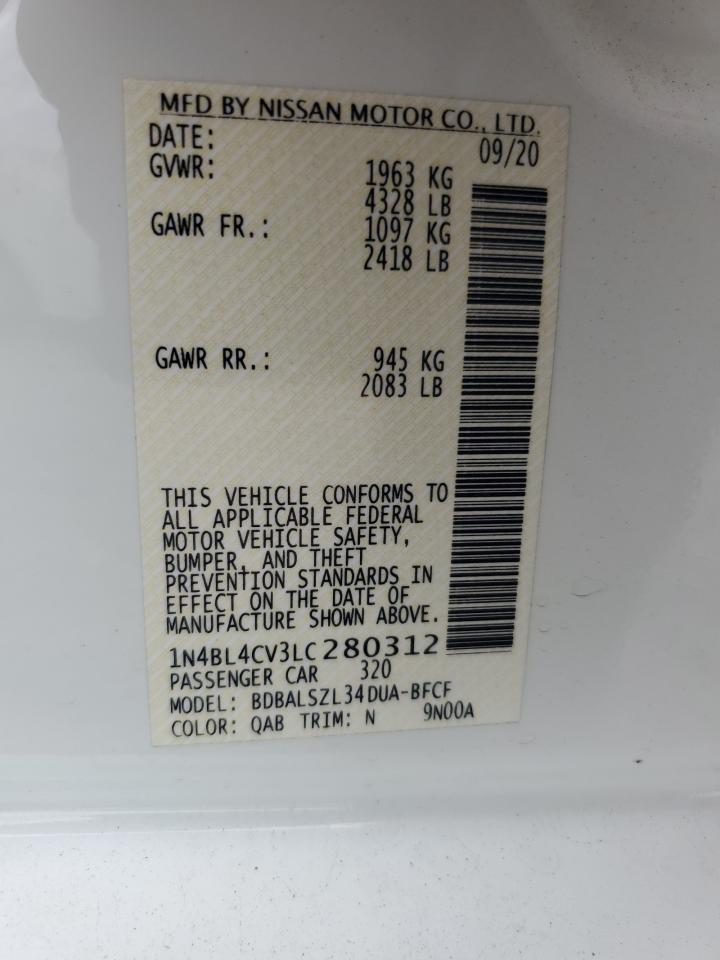 MFD BY NISSAN MOTOR CO., LTD.
DATE: 09/20
GVWR: 1963 KG
4328 LB
GAWR FR.: 1097 KG
2418 LB
GAWR RR.: 945 KG
2083 LB
THIS VEHICLE CONFORMS TO
ALL APPLICABLE FEDERAL
MOTOR VEHICLE SAFETY,
BUMPER, AND THEFT
PREVENTION STANDARDS IN
EFFECT ON THE DATE OF
MANUFACTURE SHOWN ABOVE.
1N4BL4CV3LC280312
PASSENGER CAR 320
MODEL: BDBALSZL34DUA-BFCF
COLOR: QAB TRIM: N 9N00A